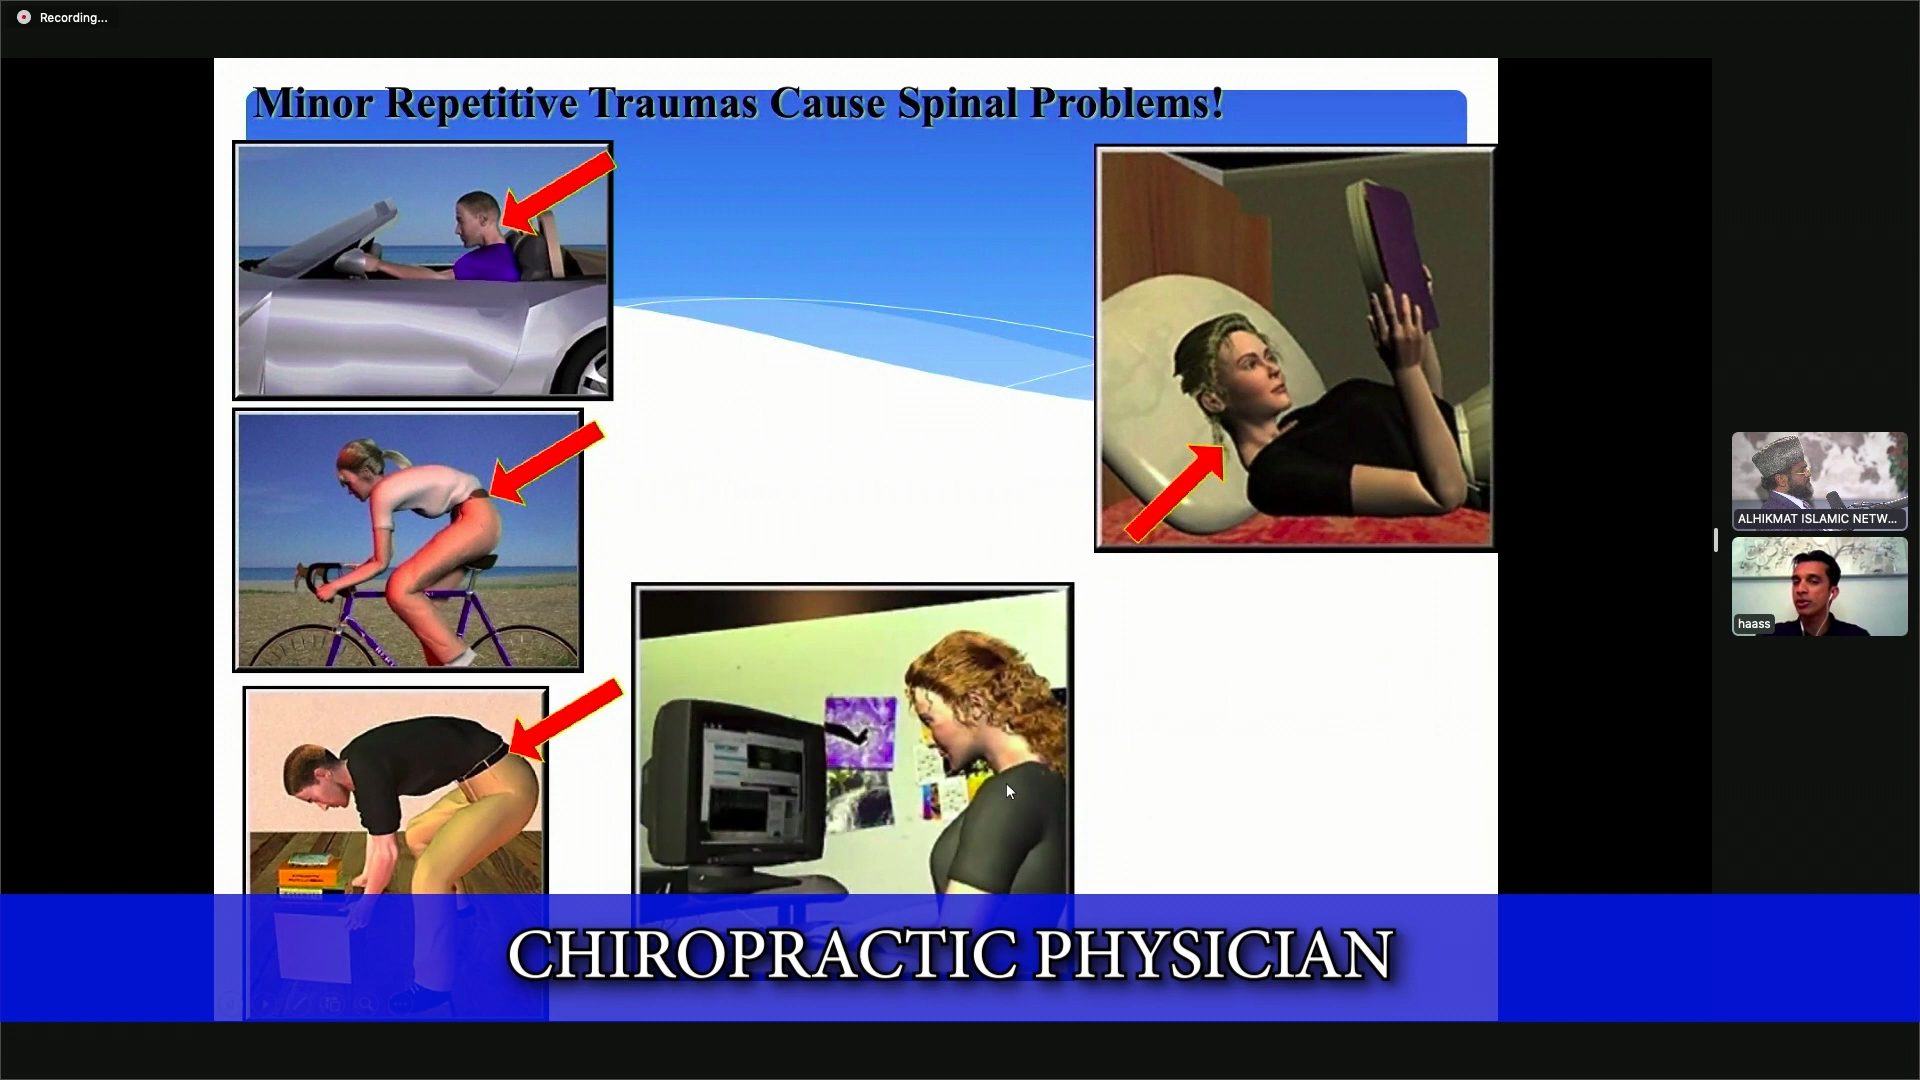 Recording...
Minor Repetitive Traumas Cause Spinal Problems!
ALHIKMAT ISLAMIC NETW...
haass
CHIROPRACTIC PHYSICIAN